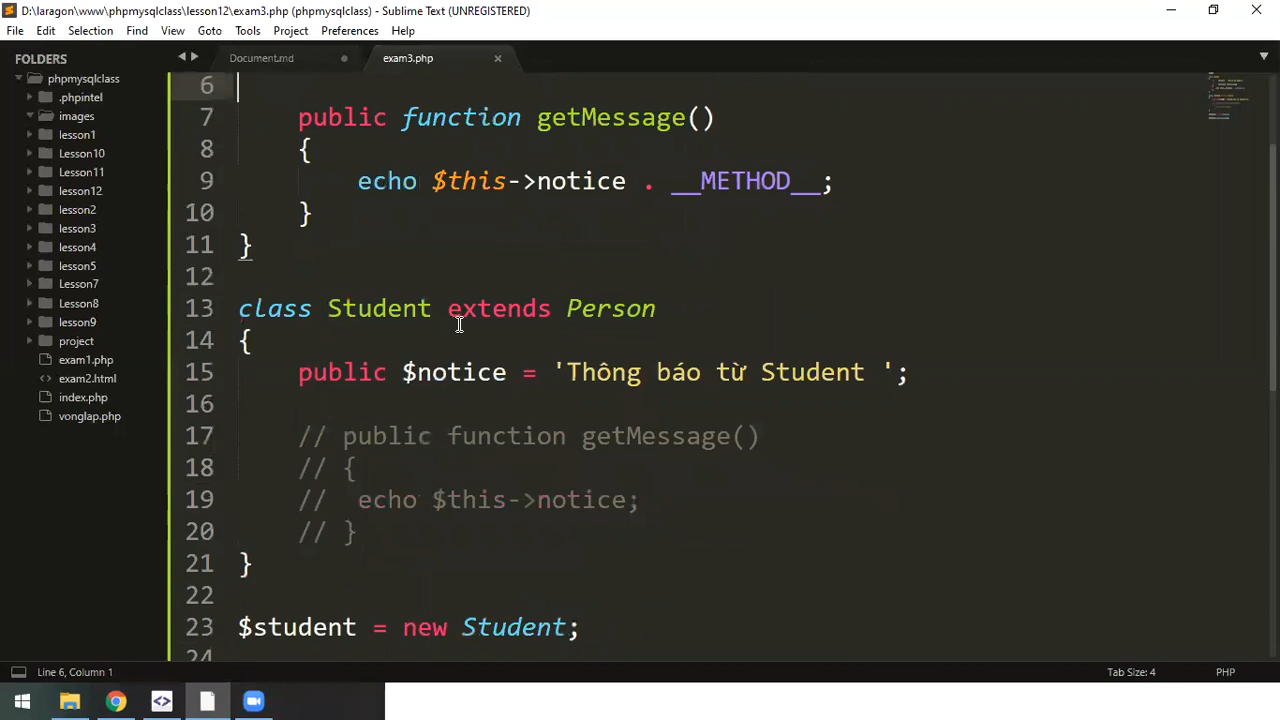 D:\laragon\www\phpmysqlclass\lesson12\exam3.php (phpmysqlclass) - Sublime Text (UNREGISTERED)
File Edit Selection Find View Goto Tools Project Preferences Help
FOLDERS
phpmysqlclass
.phpintel
images
lesson1
Lesson10
Lesson11
lesson12
lesson2
lesson3
lesson4
lesson5
Lesson7
Lesson8
lesson9
project
exam1.php
exam2.html
index.php
vonglap.php
Document.md
exam3.php
6
7 public function getMessage()
8 {
9 echo $this->notice . __METHOD__;
10 }
11 }
12
13 class Student extends Person
14 {
15 public $notice = 'Thông báo từ Student ';
16
17 // public function getMessage()
18 // {
19 // echo $this->notice;
20 // }
21 }
22
23 $student = new Student;
24
Line 6, Column 1
Tab Size: 4
PHP